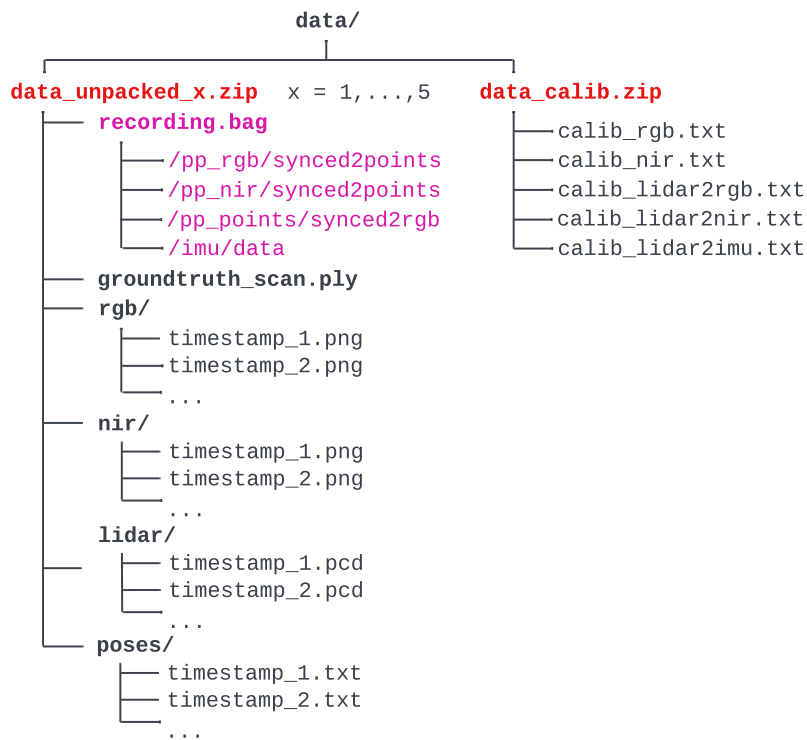 data/
data_unpacked_x.zip x = 1,...,5
recording.bag
/pp_rgb/synced2points
/pp_nir/synced2points
/pp_points/synced2rgb
/imu/data
groundtruth_scan.ply
rgb/
timestamp_1.png
timestamp_2.png
...
nir/
timestamp_1.png
timestamp_2.png
...
lidar/
timestamp_1.pcd
timestamp_2.pcd
...
poses/
timestamp_1.txt
timestamp_2.txt
...
data_calib.zip
calib_rgb.txt
calib_nir.txt
calib_lidar2rgb.txt
calib_lidar2nir.txt
calib_lidar2imu.txt